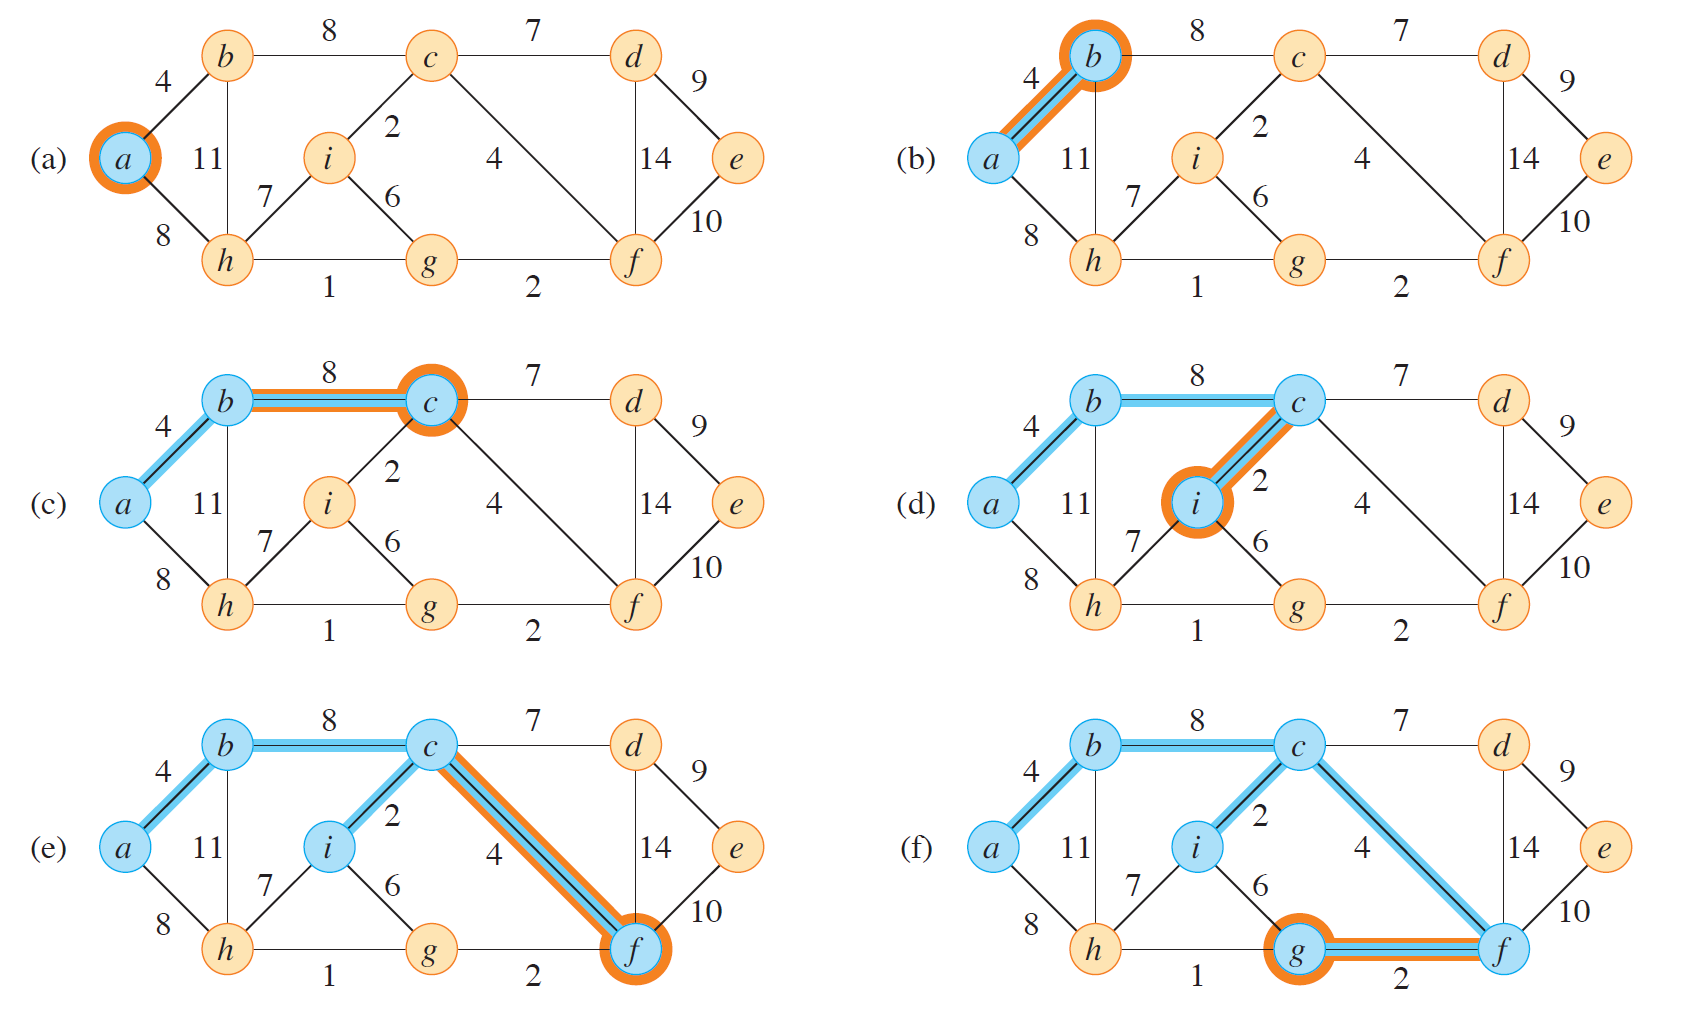 8 7 8 7
b c d b c d
4 9 4 9
2 2
(a) a 11 i 4 14 e (b) a 11 i 4 14 e
7 6 7 6
8 10 8 10
h g f h g f
1 2 1 2
8 7 8 7
b c d b c d
4 9 4 9
2 2
(c) a 11 i 4 14 e (d) a 11 i 4 14 e
7 6 7 6
8 10 8 10
h g f h g f
1 2 1 2
8 7 8 7
b c d b c d
4 9 4 9
2 2
(e) a 11 i 4 14 e (f) a 11 i 4 14 e
7 6 7 6
8 10 8 10
h g f h g f
1 2 1 2